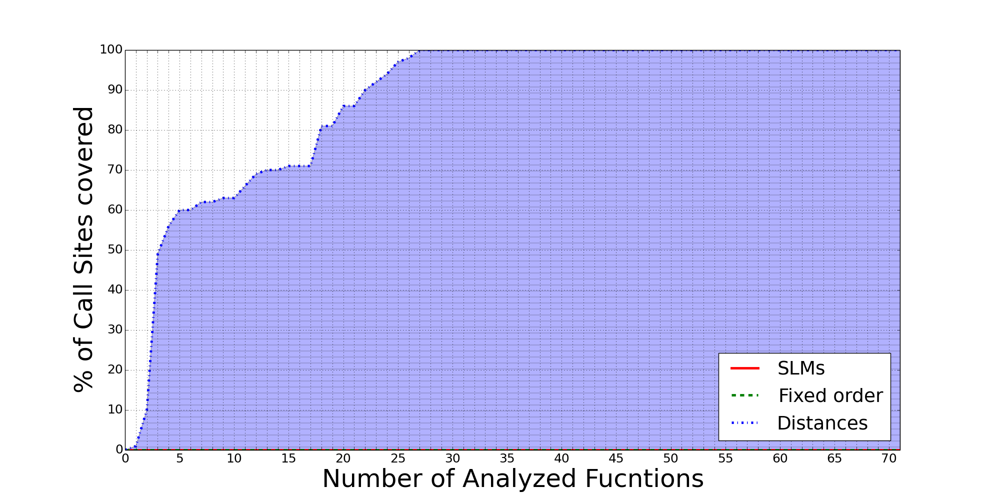 100
90
80
70
60
50
40
30
20
10
0
% of Call Sites covered
SLMs
Fixed order
Distances
0 5 10 15 20 25 30 35 40 45 50 55 60 65 70
Number of Analyzed Fucntions